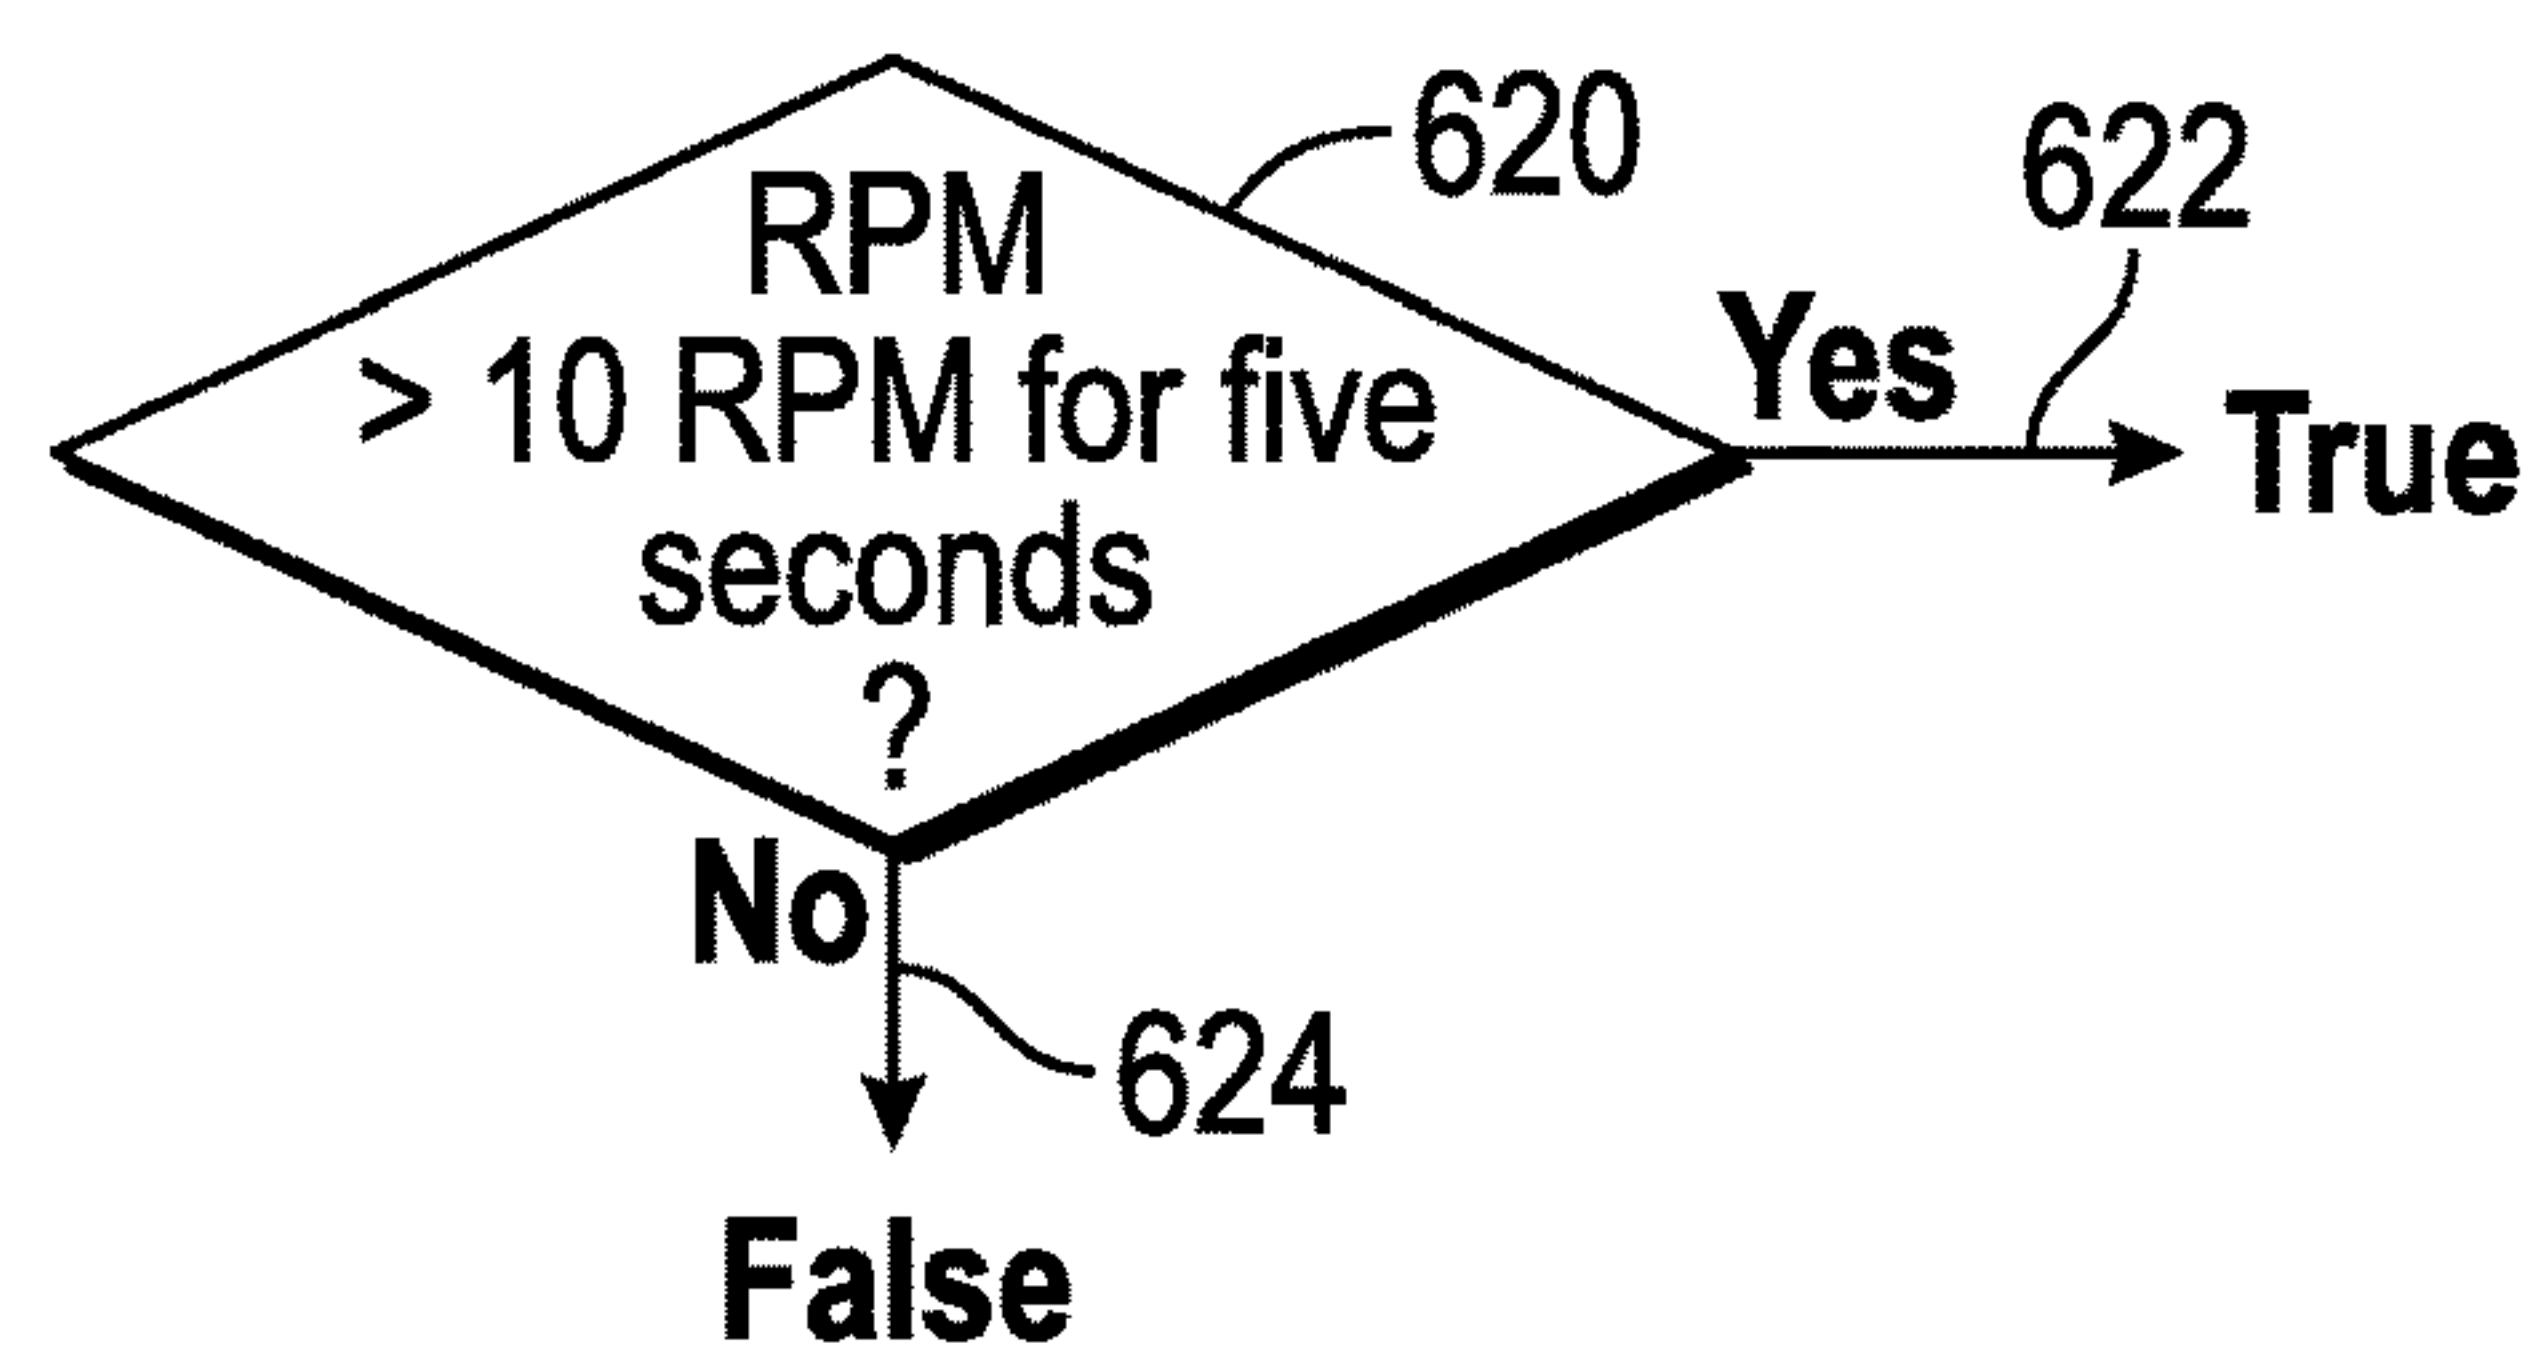 620
622
RPM
> 10 RPM for five
seconds
?
Yes
True
No
624
False